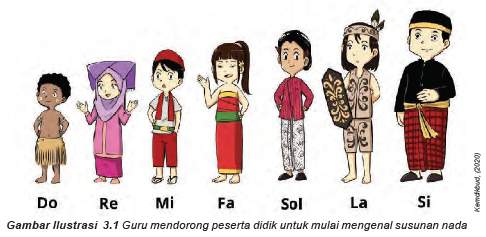 Do Re Mi Fa Sol La Si
Kemdikbud, (2020)
Gambar Ilustrasi 3.1 Guru mendorong peserta didik untuk mulai mengenal susunan nada